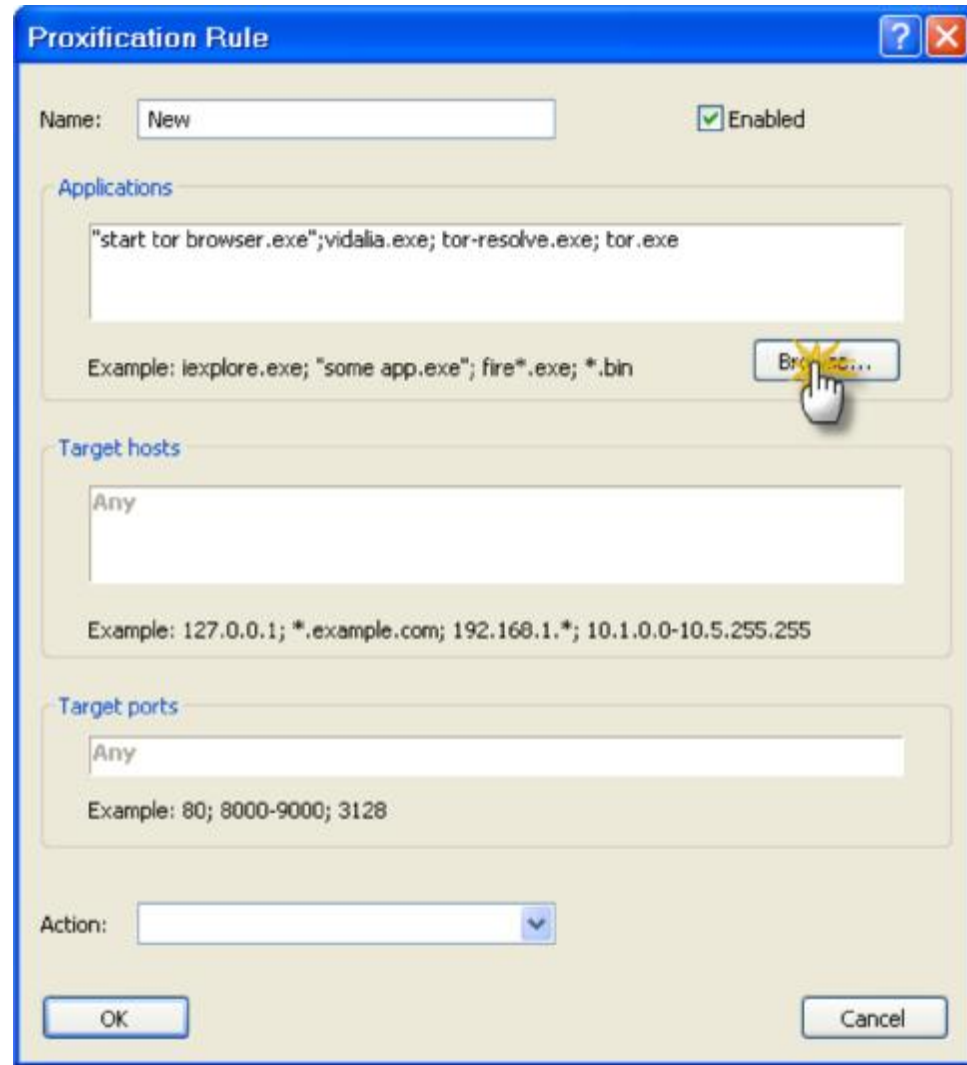 Proxification Rule
Name: New Enabled
Applications
"start tor browser.exe";vidalia.exe; tor-resolve.exe; tor.exe
Example: iexplore.exe; "some app.exe"; fire*.exe; *.bin
Target hosts
Any
Example: 127.0.0.1; *.example.com; 192.168.1.*; 10.1.0.0-10.5.255.255
Target ports
Any
Example: 80; 8000-9000; 3128
Action:
OK Cancel